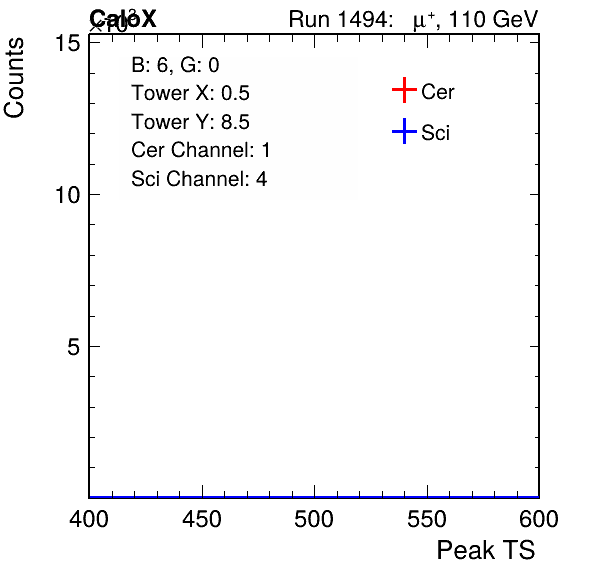 CaloX
×10³
Run 1494: μ⁺, 110 GeV
Counts
15
10
5
B: 6, G: 0
Tower X: 0.5
Tower Y: 8.5
Cer Channel: 1
Sci Channel: 4
Cer
Sci
400 450 500 550 600
Peak TS